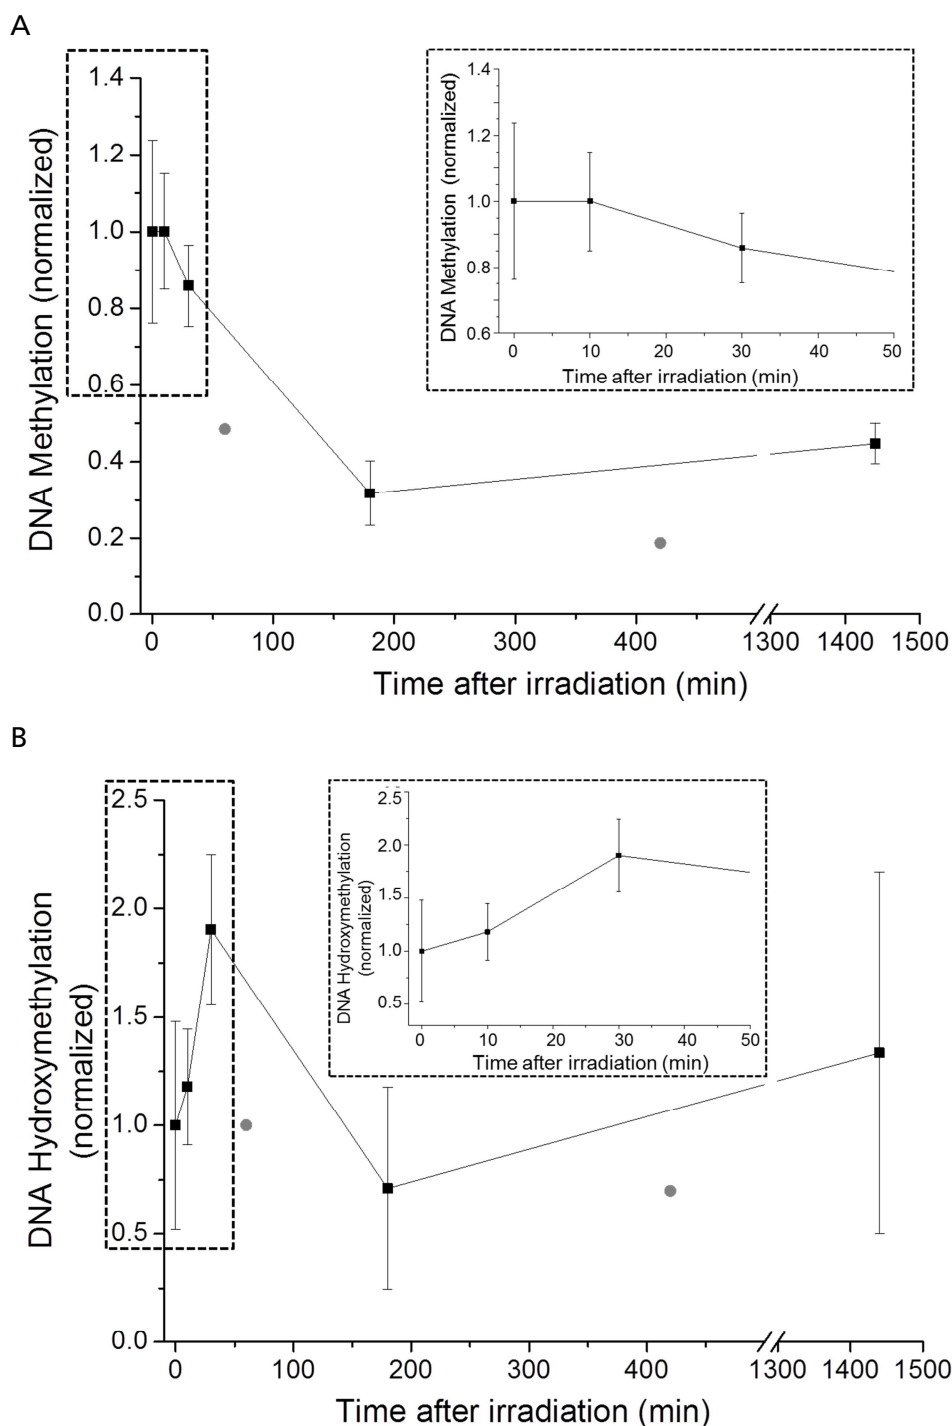 A
DNA Methylation (normalized)
1.4
1.2
1.0
0.8
0.6
0.4
0.2
0.0
0 100 200 300 400 1300 1400 1500
Time after irradiation (min)
DNA Methylation (normalized)
1.4
1.2
1.0
0.8
0.6
0 10 20 30 40 50
Time after irradiation (min)
B
DNA Hydroxymethylation
(normalized)
2.5
2.0
1.5
1.0
0.5
0.0
0 100 200 300 400 1300 1400 1500
Time after irradiation (min)
DNA Hydroxymethylation
(normalized)
2.5
2.0
1.5
1.0
0.5
0 10 20 30 40 50
Time after irradiation (min)